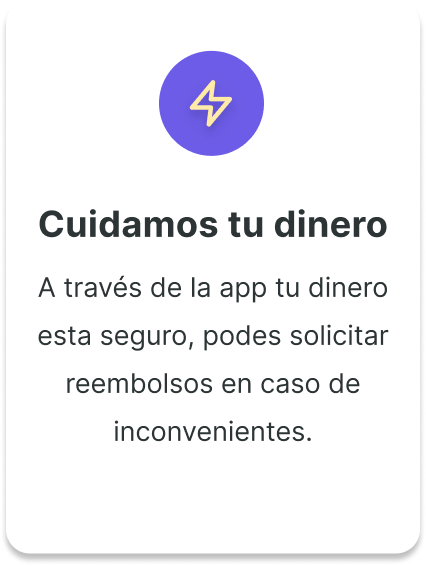 Cuidamos tu dinero
A través de la app tu dinero
esta seguro, podes solicitar
reembolsos en caso de
inconvenientes.